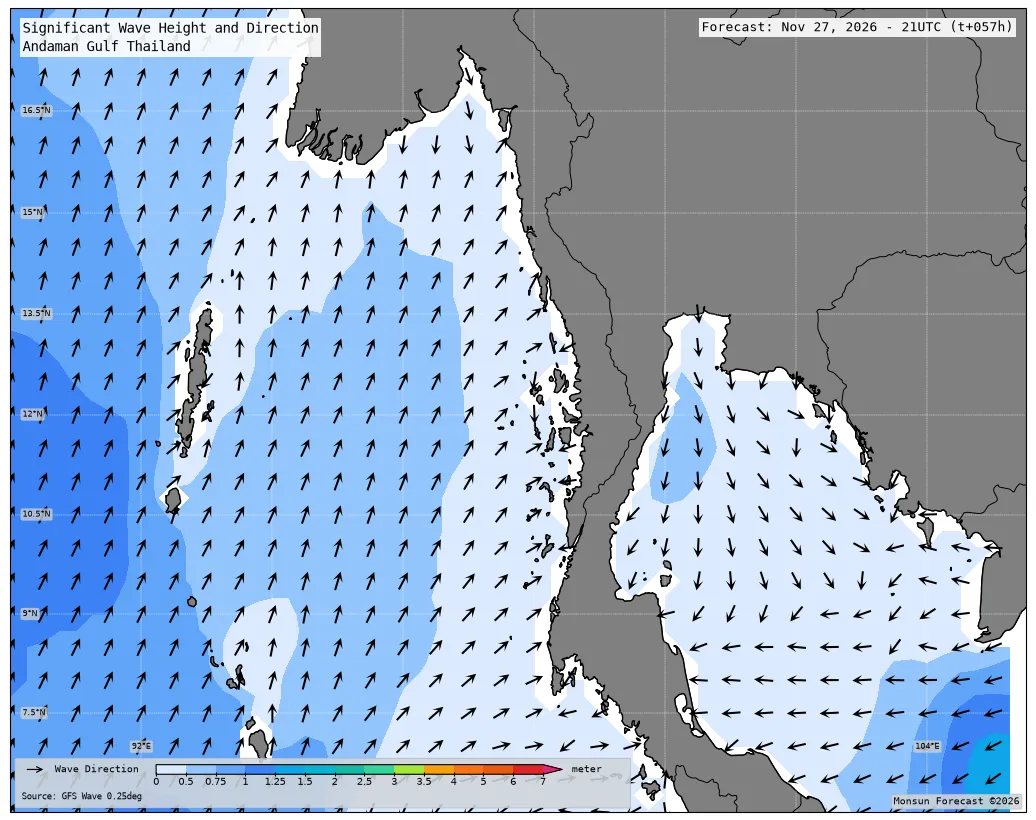 Significant Wave Height and Direction
Andaman Gulf Thailand
Forecast: Nov 27, 2026 - 21UTC (t+057h)
16.5°N
15°N
13.5°N
12°N
10.5°N
9°N
7.5°N
92°E
104°E
Wave Direction
meter
0 0.5 0.75 1 1.25 1.5 2 2.5 3 4 5 6 7
Source: GFS Wave 0.25deg
Monsun Forecast ©2026